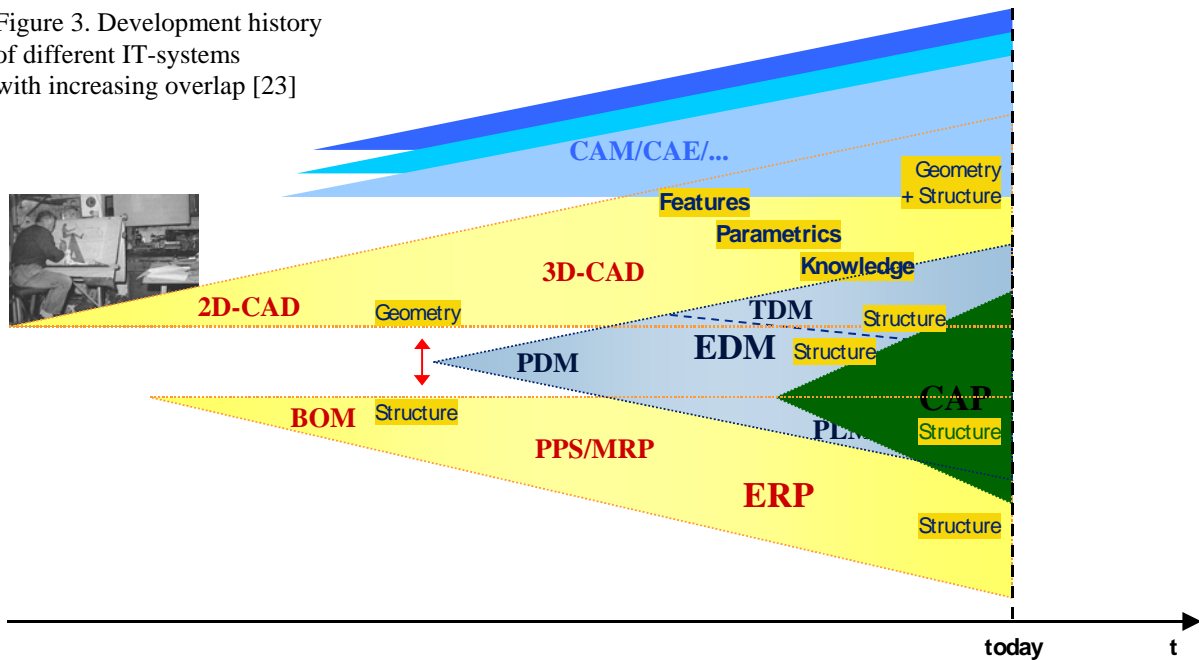 Figure 3. Development history
of different IT-systems
with increasing overlap [23]
CAM/CAE/...
Geometry
+ Structure
Features
Parametrics
Knowledge
3D-CAD
2D-CAD
Geometry
TDM
Structure
EDM
Structure
PDM
CAP
BOM
Structure
Structure
PPS/MRP
ERP
Structure
today
t